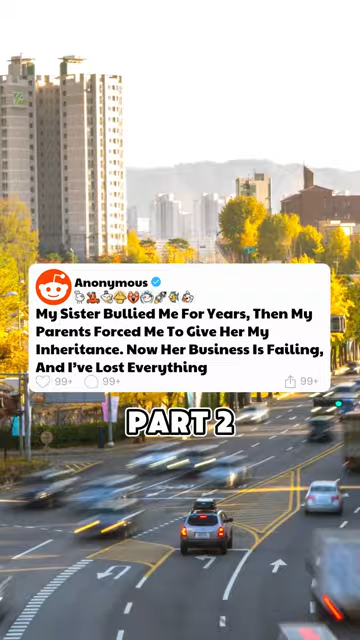 Anonymous
My Sister Bullied Me For Years, Then My
Parents Forced Me To Give Her My
Inheritance. Now Her Business Is Failing,
And I've Lost Everything
99+ 99+ 99+
PART 2